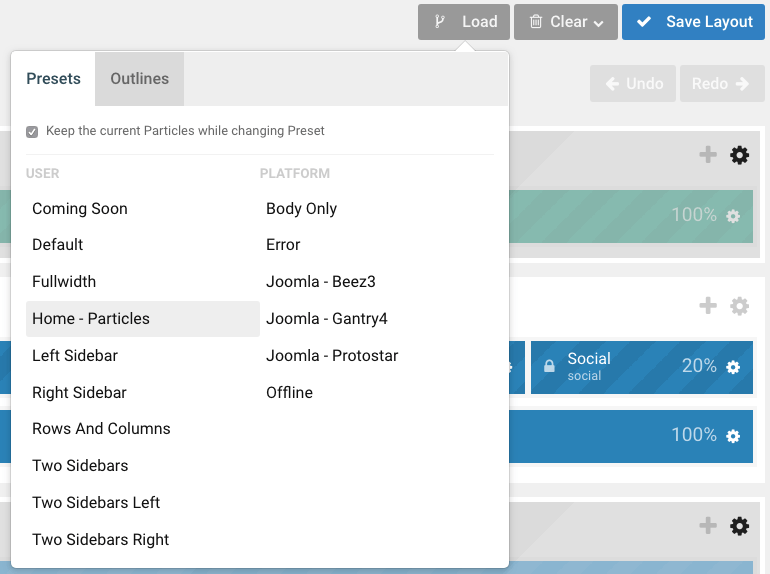 Load
Clear
Save Layout
Presets
Outlines
Undo
Redo
Keep the current Particles while changing Preset
USER
Coming Soon
Default
Fullwidth
Home - Particles
Left Sidebar
Right Sidebar
Rows And Columns
Two Sidebars
Two Sidebars Left
Two Sidebars Right
PLATFORM
Body Only
Error
Joomla - Beez3
Joomla - Gantry4
Joomla - Protostar
Offline
100%
Social
social
20%
100%